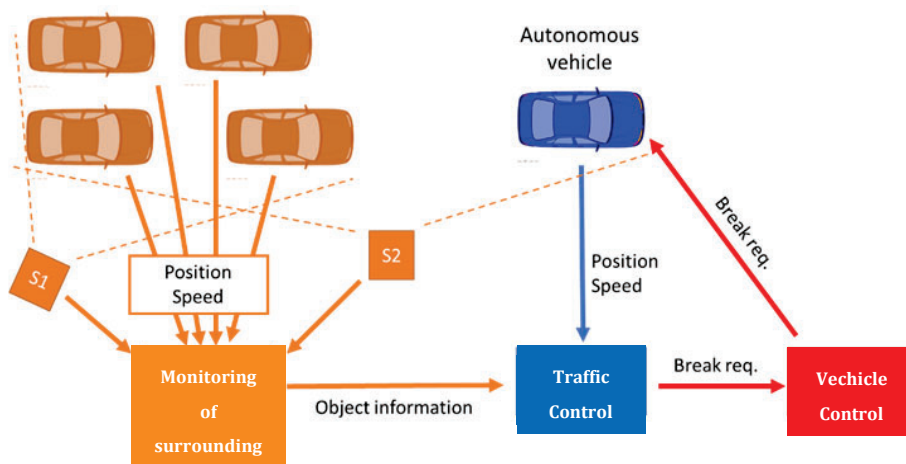 Autonomous
vehicle
S1
S2
Position
Speed
Position
Speed
Break req.
Monitoring
of
surrounding
Object information
Traffic
Control
Break req.
Vechicle
Control